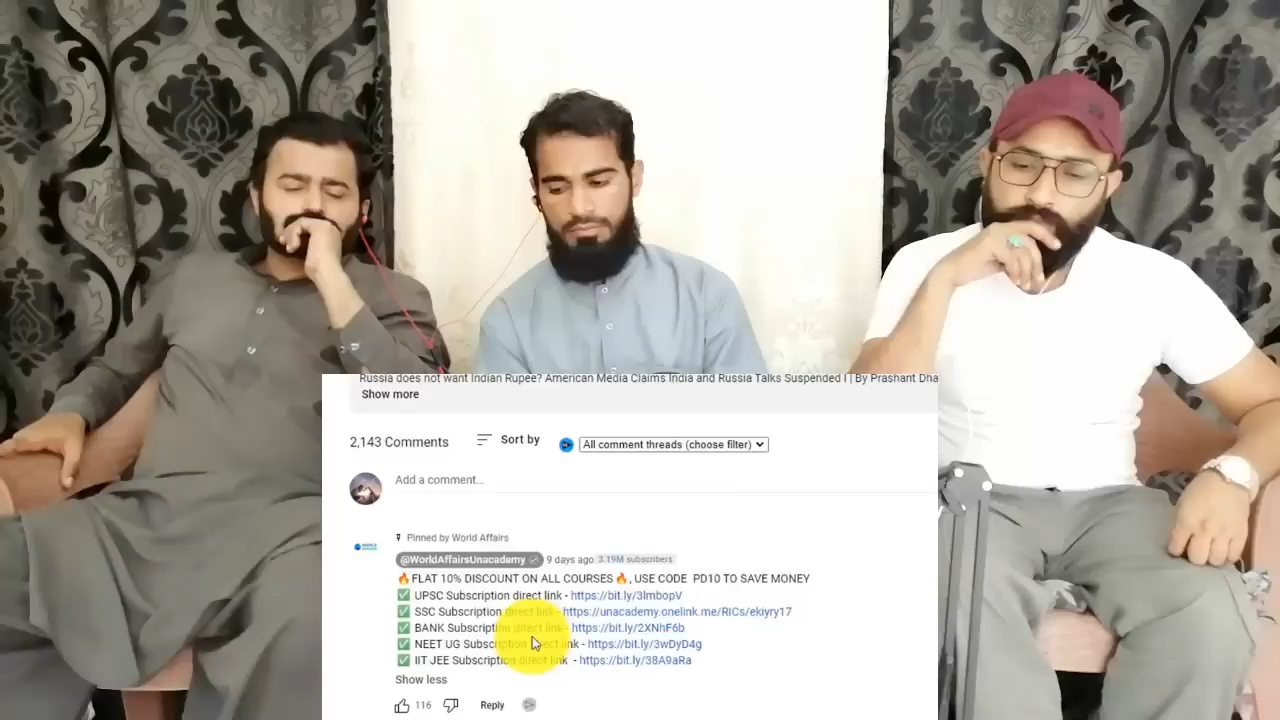 Russia does not want Indian Rupee? American Media Claims India and Russia Talks Suspended I | By Prashant Dha
Show more
2,143 Comments
Sort by
All comment threads (choose filter)
Add a comment...
Pinned by World Affairs
@WorldAffairsUnacademy 9 days ago 3.19M subscribers
🔥FLAT 10% DISCOUNT ON ALL COURSES 🔥, USE CODE PD10 TO SAVE MONEY
✅ UPSC Subscription direct link - https://bit.ly/3lmbopV
✅ SSC Subscription direct link - https://unacademy.onelink.me/RICs/ekiyry17
✅ BANK Subscription direct link - https://bit.ly/2XNhF6b
✅ NEET UG Subscription direct link - https://bit.ly/3wDyD4g
✅ IIT JEE Subscription direct link - https://bit.ly/38A9aRa
Show less
116
Reply